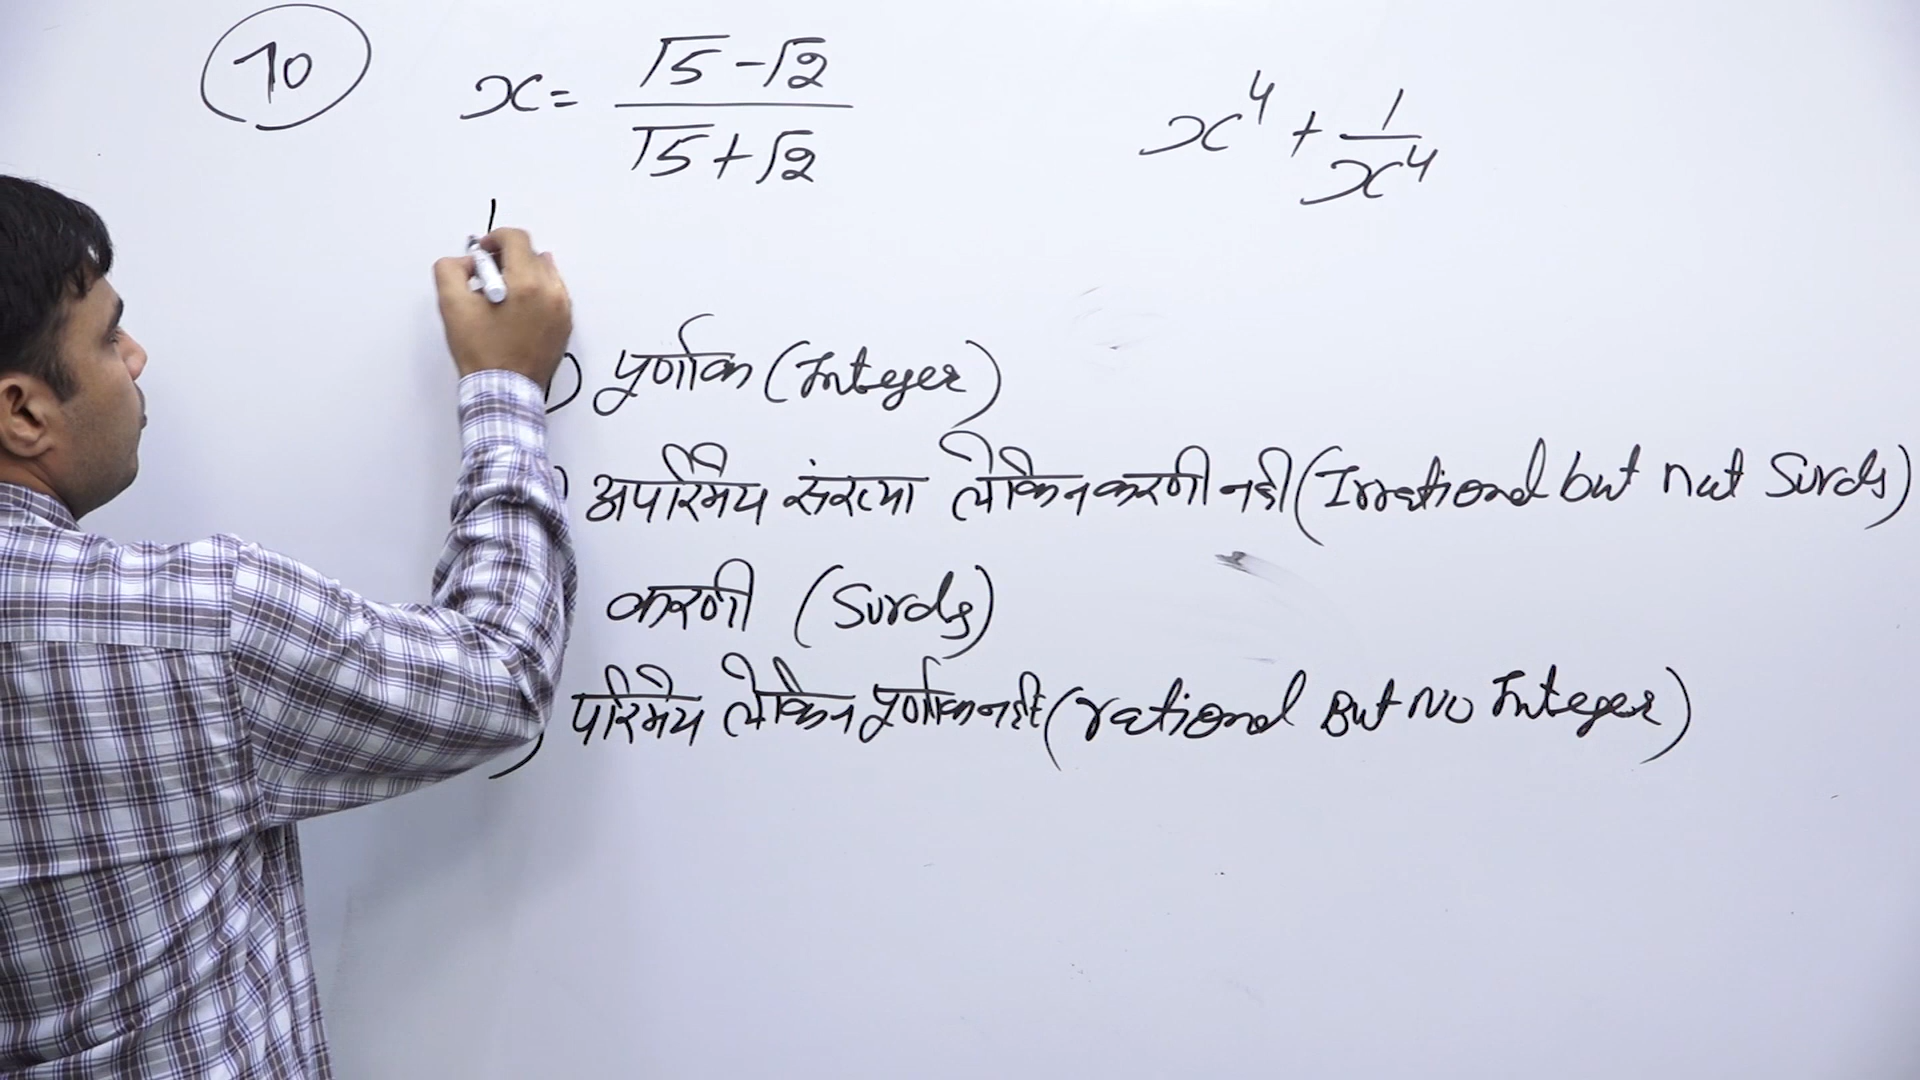 10
x = (√5 - √2) / (√5 + √2)
x⁴ + 1/x⁴
) पूर्णांक (Integer)
) अपरिमेय संख्या लेकिन करणी नही (Irrational but not Surds)
करणी (Surds)
) परिमेय लेकिन पूर्णांक नही (rational But No Integer)